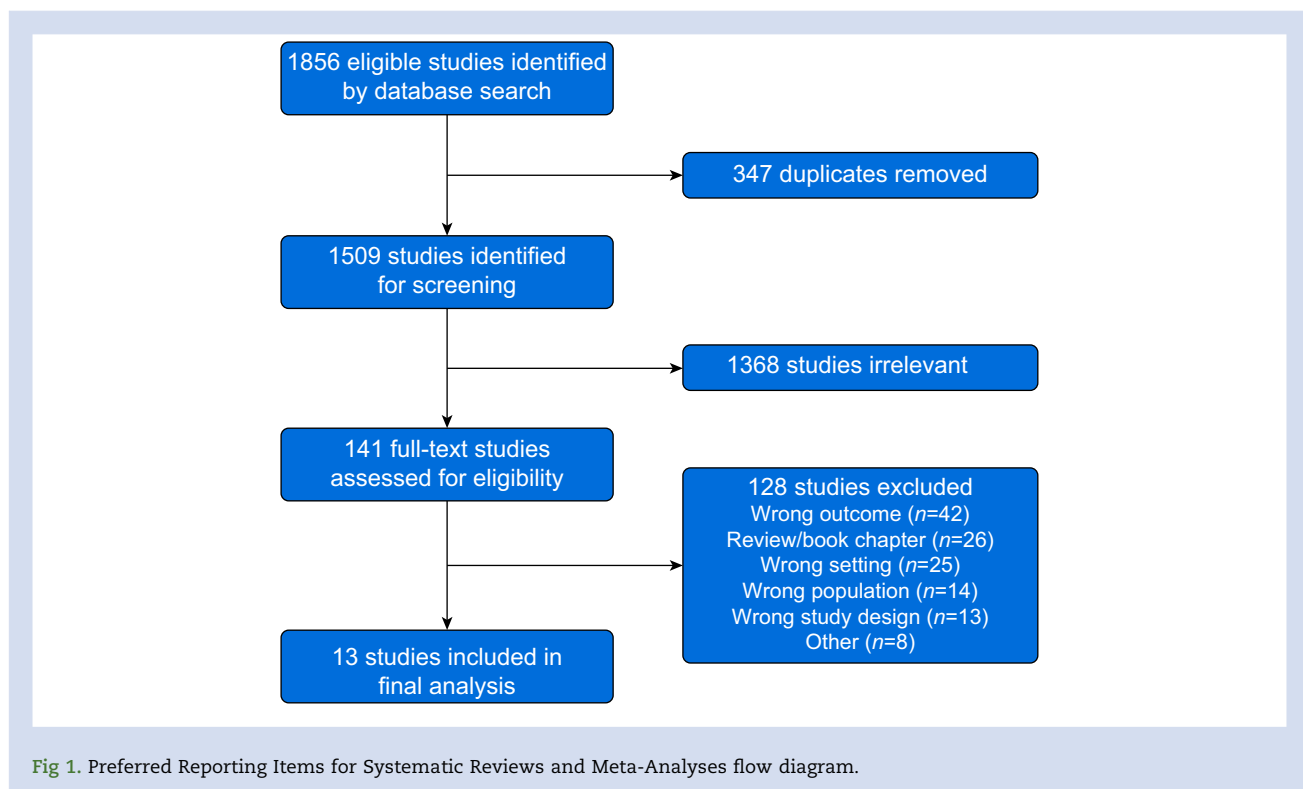 1856 eligible studies identified
by database search
347 duplicates removed
1509 studies identified
for screening
1368 studies irrelevant
141 full-text studies
assessed for eligibility
128 studies excluded
Wrong outcome (n=42)
Review/book chapter (n=26)
Wrong setting (n=25)
Wrong population (n=14)
Wrong study design (n=13)
Other (n=8)
13 studies included in
final analysis
Fig 1. Preferred Reporting Items for Systematic Reviews and Meta-Analyses flow diagram.